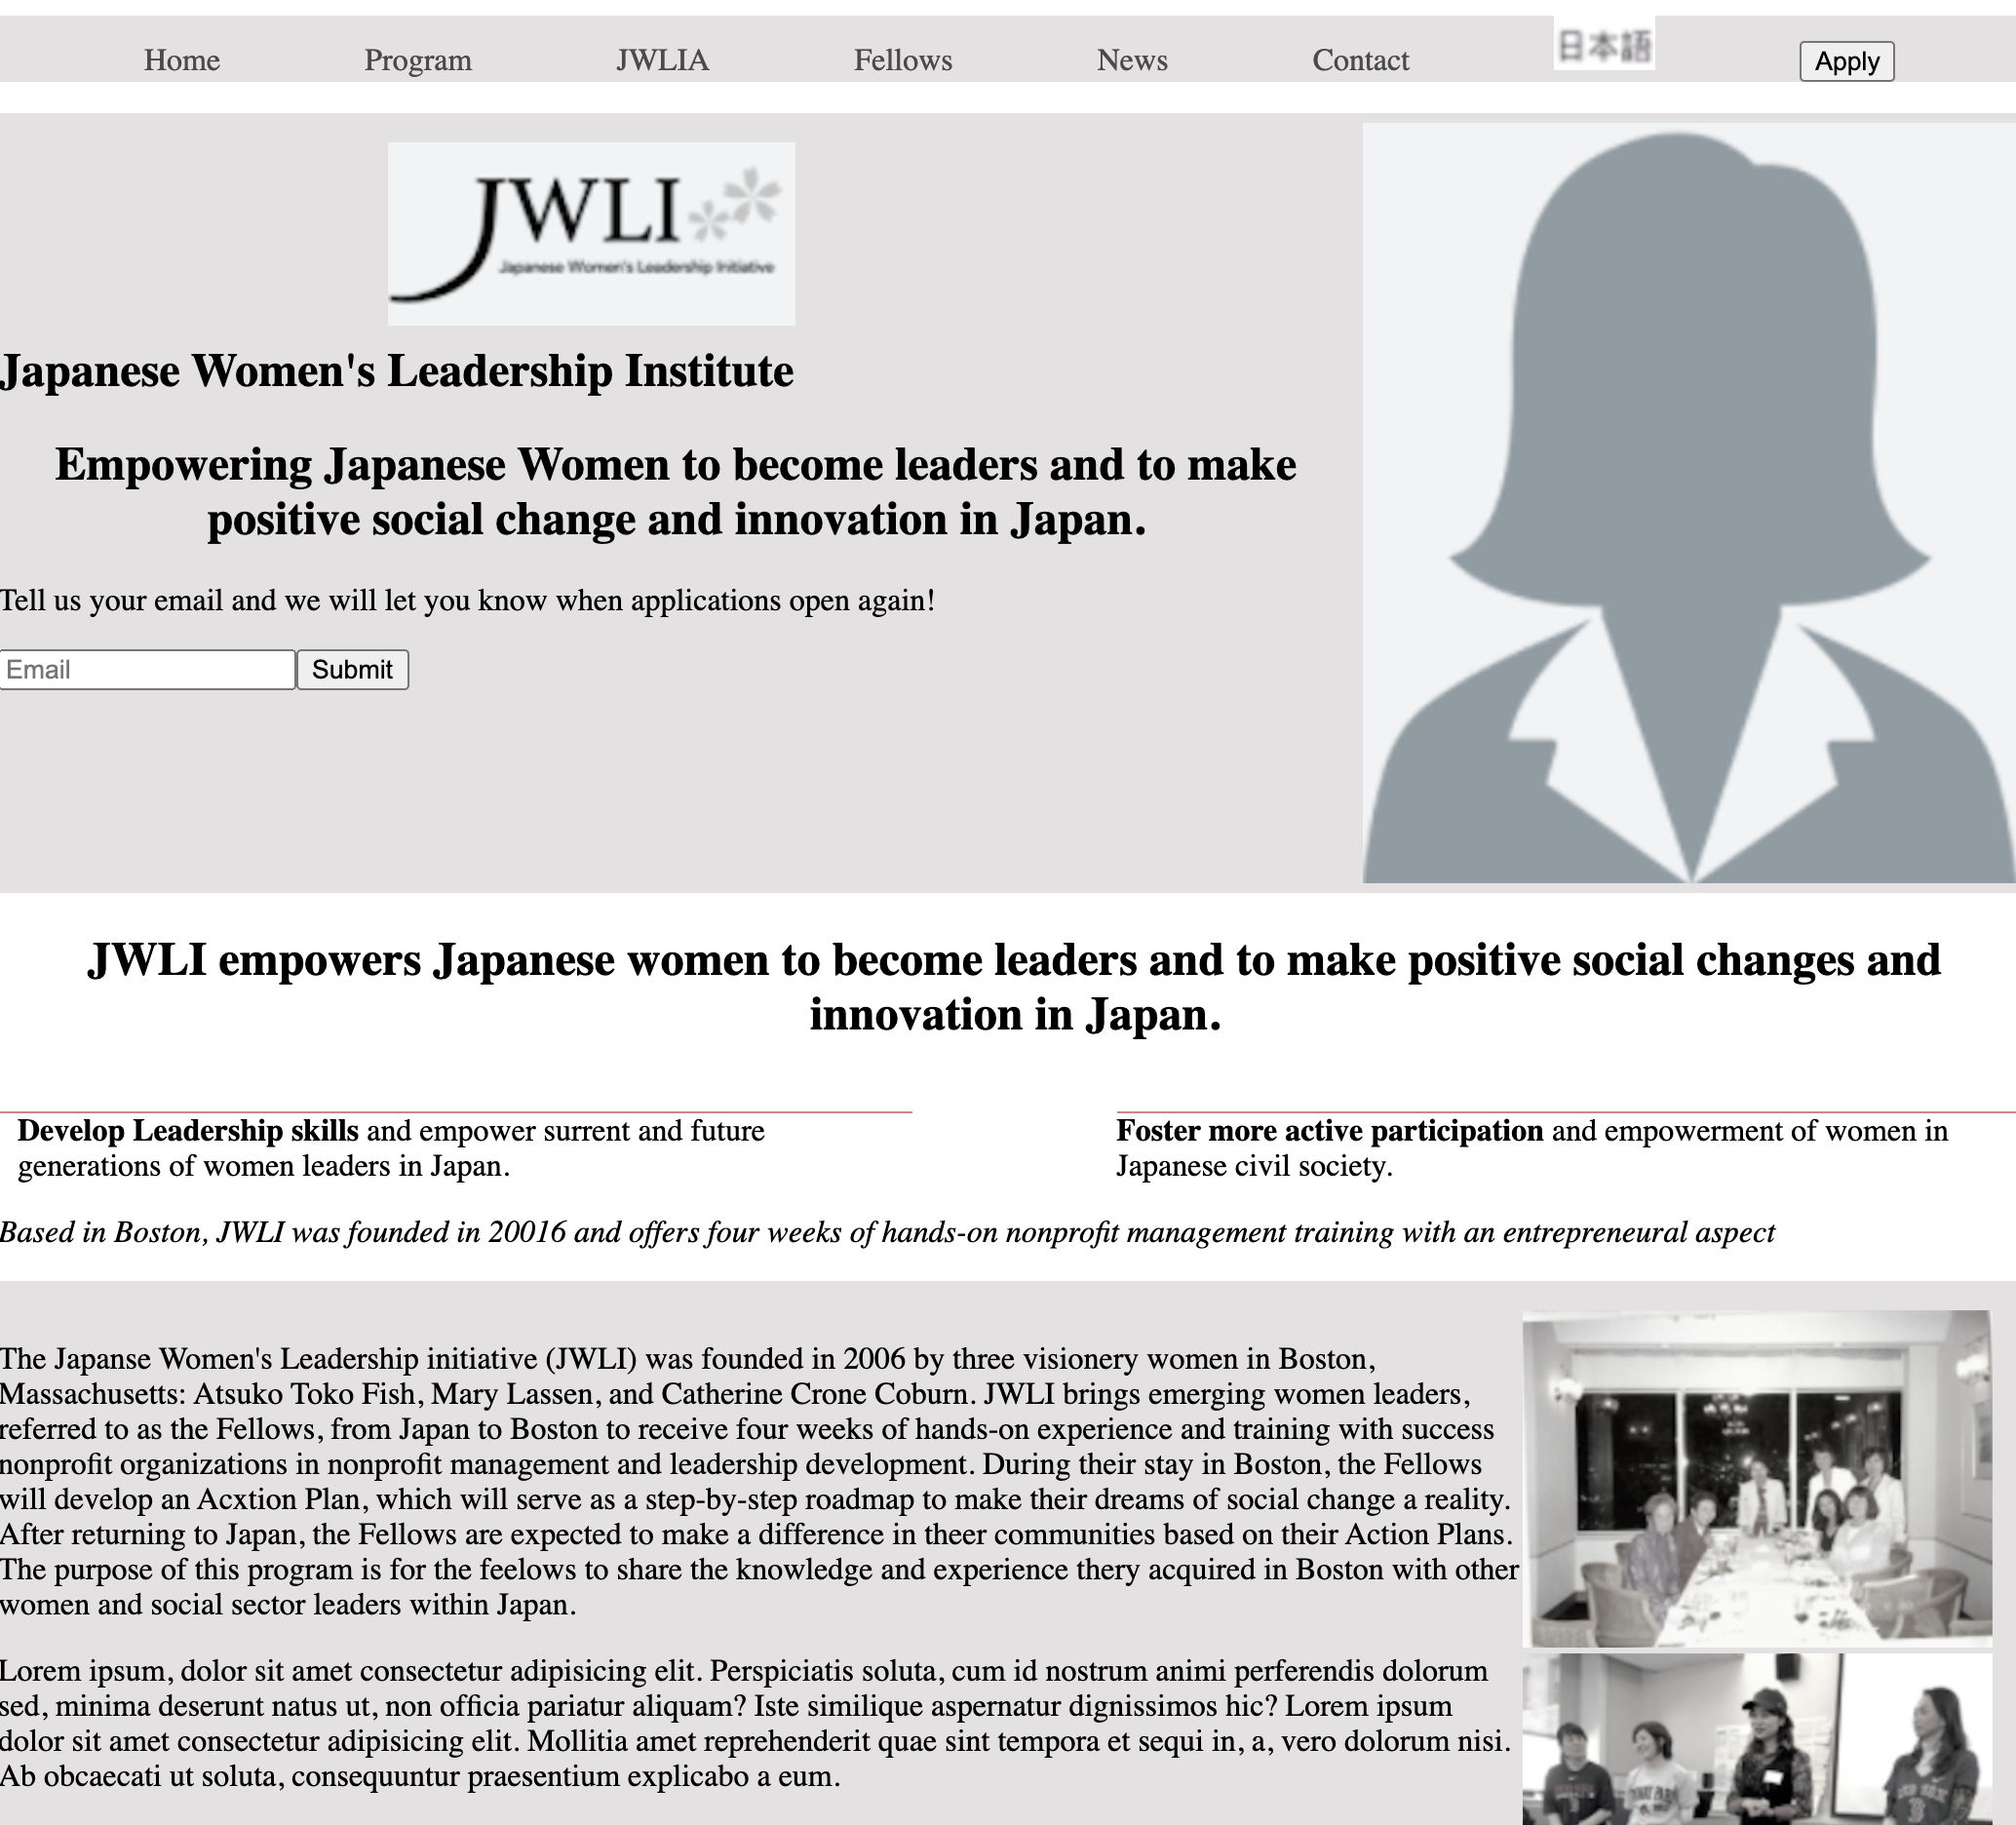 Home Program JWLIA Fellows News Contact 日本語 Apply
JWLI
Japanese Women's Leadership Initiative
Japanese Women's Leadership Institute
Empowering Japanese Women to become leaders and to make
positive social change and innovation in Japan.
Tell us your email and we will let you know when applications open again!
Email Submit
JWLI empowers Japanese women to become leaders and to make positive social changes and
innovation in Japan.
Develop Leadership skills and empower surrent and future
generations of women leaders in Japan.
Foster more active participation and empowerment of women in
Japanese civil society.
Based in Boston, JWLI was founded in 20016 and offers four weeks of hands-on nonprofit management training with an entrepreneural aspect
The Japanse Women's Leadership initiative (JWLI) was founded in 2006 by three visionery women in Boston,
Massachusetts: Atsuko Toko Fish, Mary Lassen, and Catherine Crone Coburn. JWLI brings emerging women leaders,
referred to as the Fellows, from Japan to Boston to receive four weeks of hands-on experience and training with success
nonprofit organizations in nonprofit management and leadership development. During their stay in Boston, the Fellows
will develop an Acxtion Plan, which will serve as a step-by-step roadmap to make their dreams of social change a reality.
After returning to Japan, the Fellows are expected to make a difference in theer communities based on their Action Plans.
The purpose of this program is for the feelows to share the knowledge and experience thery acquired in Boston with other
women and social sector leaders within Japan.
Lorem ipsum, dolor sit amet consectetur adipisicing elit. Perspiciatis soluta, cum id nostrum animi perferendis dolorum
sed, minima deserunt natus ut, non officia pariatur aliquam? Iste similique aspernatur dignissimos hic? Lorem ipsum
dolor sit amet consectetur adipisicing elit. Mollitia amet reprehenderit quae sint tempora et sequi in, a, vero dolorum nisi.
Ab obcaecati ut soluta, consequuntur praesentium explicabo a eum.